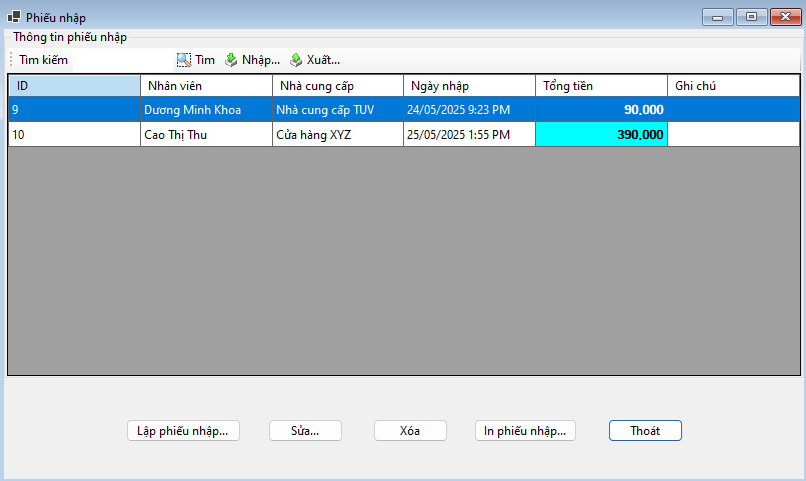 Phiếu nhập
Thông tin phiếu nhập
Tìm kiếm Tìm Nhập... Xuất...
ID Nhân viên Nhà cung cấp Ngày nhập Tổng tiền Ghi chú
9 Dương Minh Khoa Nhà cung cấp TUV 24/05/2025 9:23 PM 90,000
10 Cao Thị Thu Cửa hàng XYZ 25/05/2025 1:55 PM 390,000
Lập phiếu nhập... Sửa... Xóa In phiếu nhập... Thoát